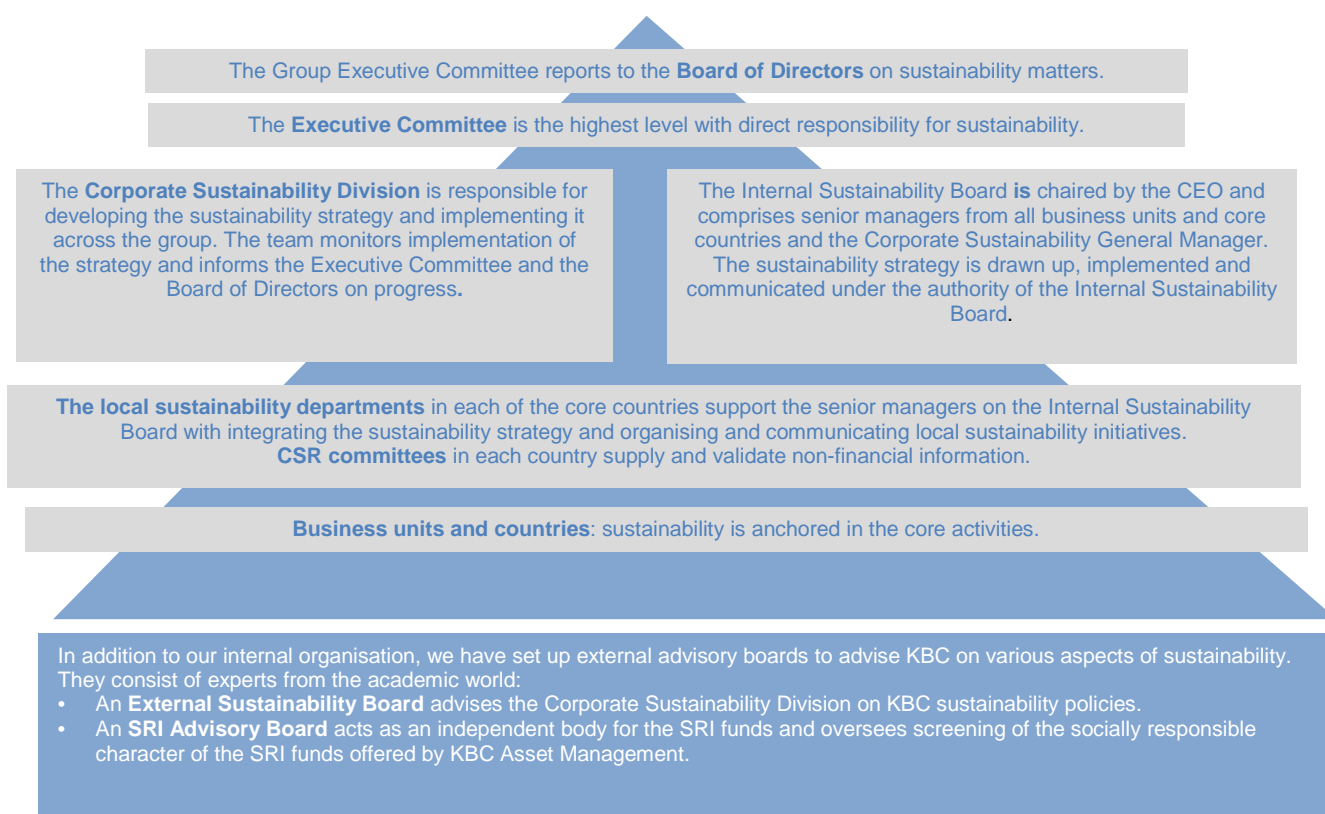 The Group Executive Committee reports to the Board of Directors on sustainability matters.
The Executive Committee is the highest level with direct responsibility for sustainability.
The Corporate Sustainability Division is responsible for
developing the sustainability strategy and implementing it
across the group. The team monitors implementation of
the strategy and informs the Executive Committee and the
Board of Directors on progress.
The Internal Sustainability Board is chaired by the CEO and
comprises senior managers from all business units and core
countries and the Corporate Sustainability General Manager.
The sustainability strategy is drawn up, implemented and
communicated under the authority of the Internal Sustainability
Board.
The local sustainability departments in each of the core countries support the senior managers on the Internal Sustainability
Board with integrating the sustainability strategy and organising and communicating local sustainability initiatives.
CSR committees in each country supply and validate non-financial information.
Business units and countries: sustainability is anchored in the core activities.
In addition to our internal organisation, we have set up external advisory boards to advise KBC on various aspects of sustainability.
They consist of experts from the academic world:
• An External Sustainability Board advises the Corporate Sustainability Division on KBC sustainability policies.
• An SRI Advisory Board acts as an independent body for the SRI funds and oversees screening of the socially responsible
character of the SRI funds offered by KBC Asset Management.